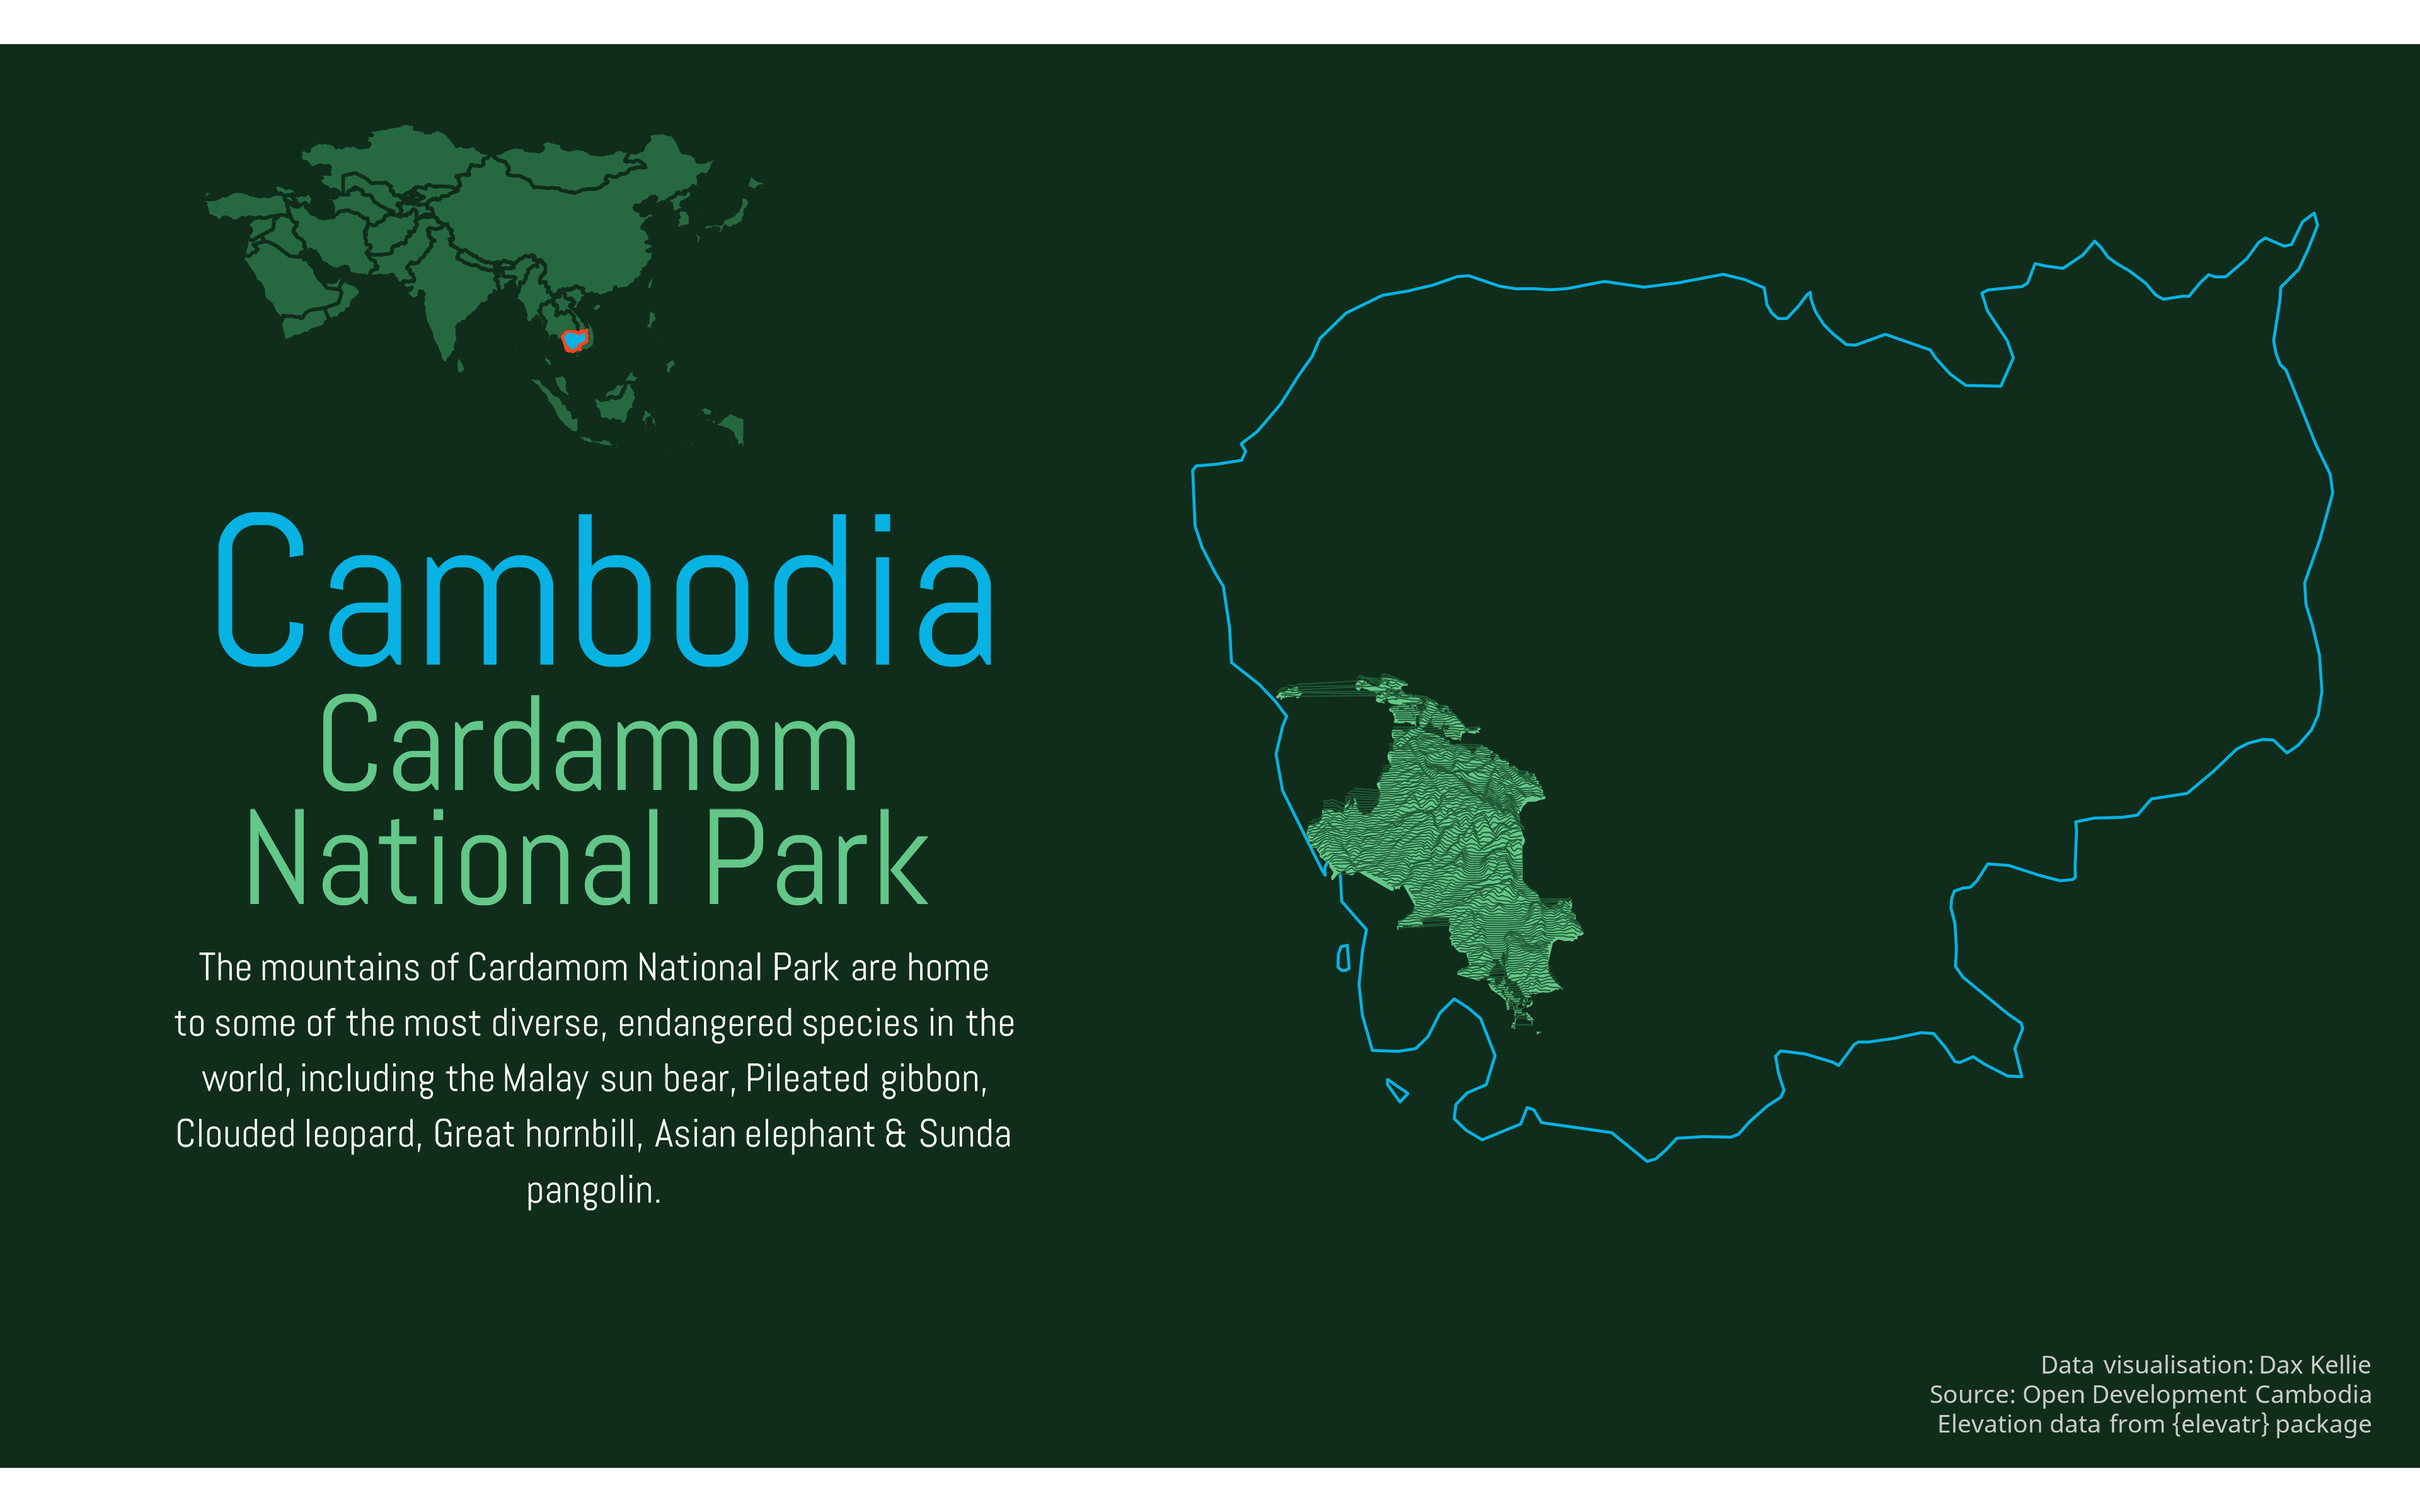 Cambodia
Cardamom
National Park
The mountains of Cardamom National Park are home
to some of the most diverse, endangered species in the
world, including the Malay sun bear, Pileated gibbon,
Clouded leopard, Great hornbill, Asian elephant & Sunda
pangolin.
Data visualisation: Dax Kellie
Source: Open Development Cambodia
Elevation data from {elevatr} package